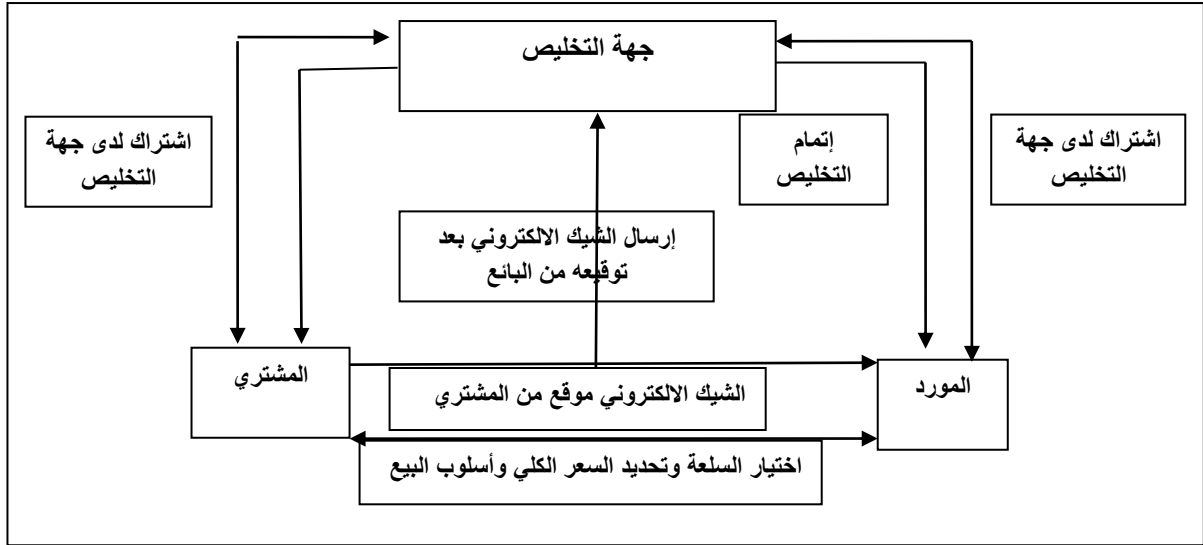 جهة التخليص
اشتراك لدى جهة
التخليص
إتمام
التخليص
اشتراك لدى جهة
التخليص
إرسال الشيك الالكتروني بعد
توقيعه من البائع
المورد
المشتري
الشيك الالكتروني موقع من المشتري
اختيار السلعة وتحديد السعر الكلي وأسلوب البيع